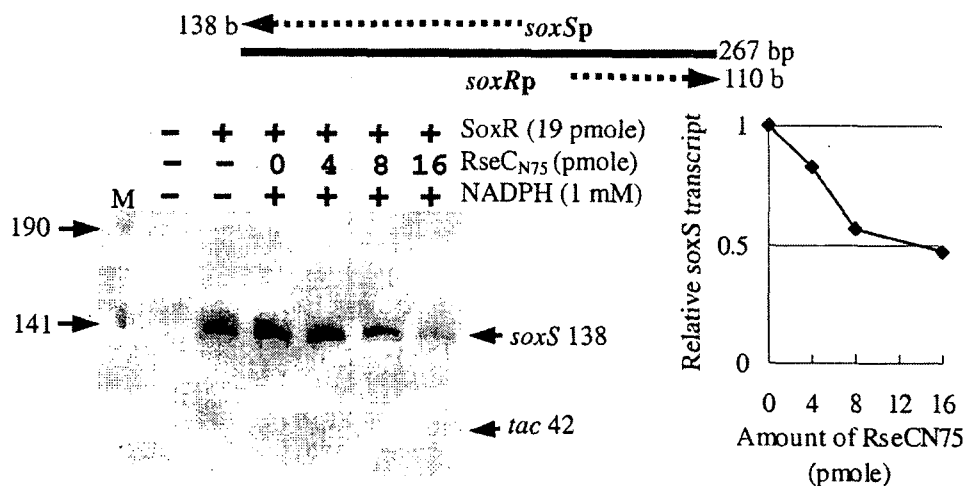 138 b soxSp
267 bp
soxRp 110 b
− + + + + + SoxR (19 pmole)
− − 0 4 8 16 RseCN75 (pmole)
M − − + + + + NADPH (1 mM)
190
141
soxS 138
tac 42
Relative soxS transcript
1
0.5
0
0 4 8 12 16
Amount of RseCN75
(pmole)